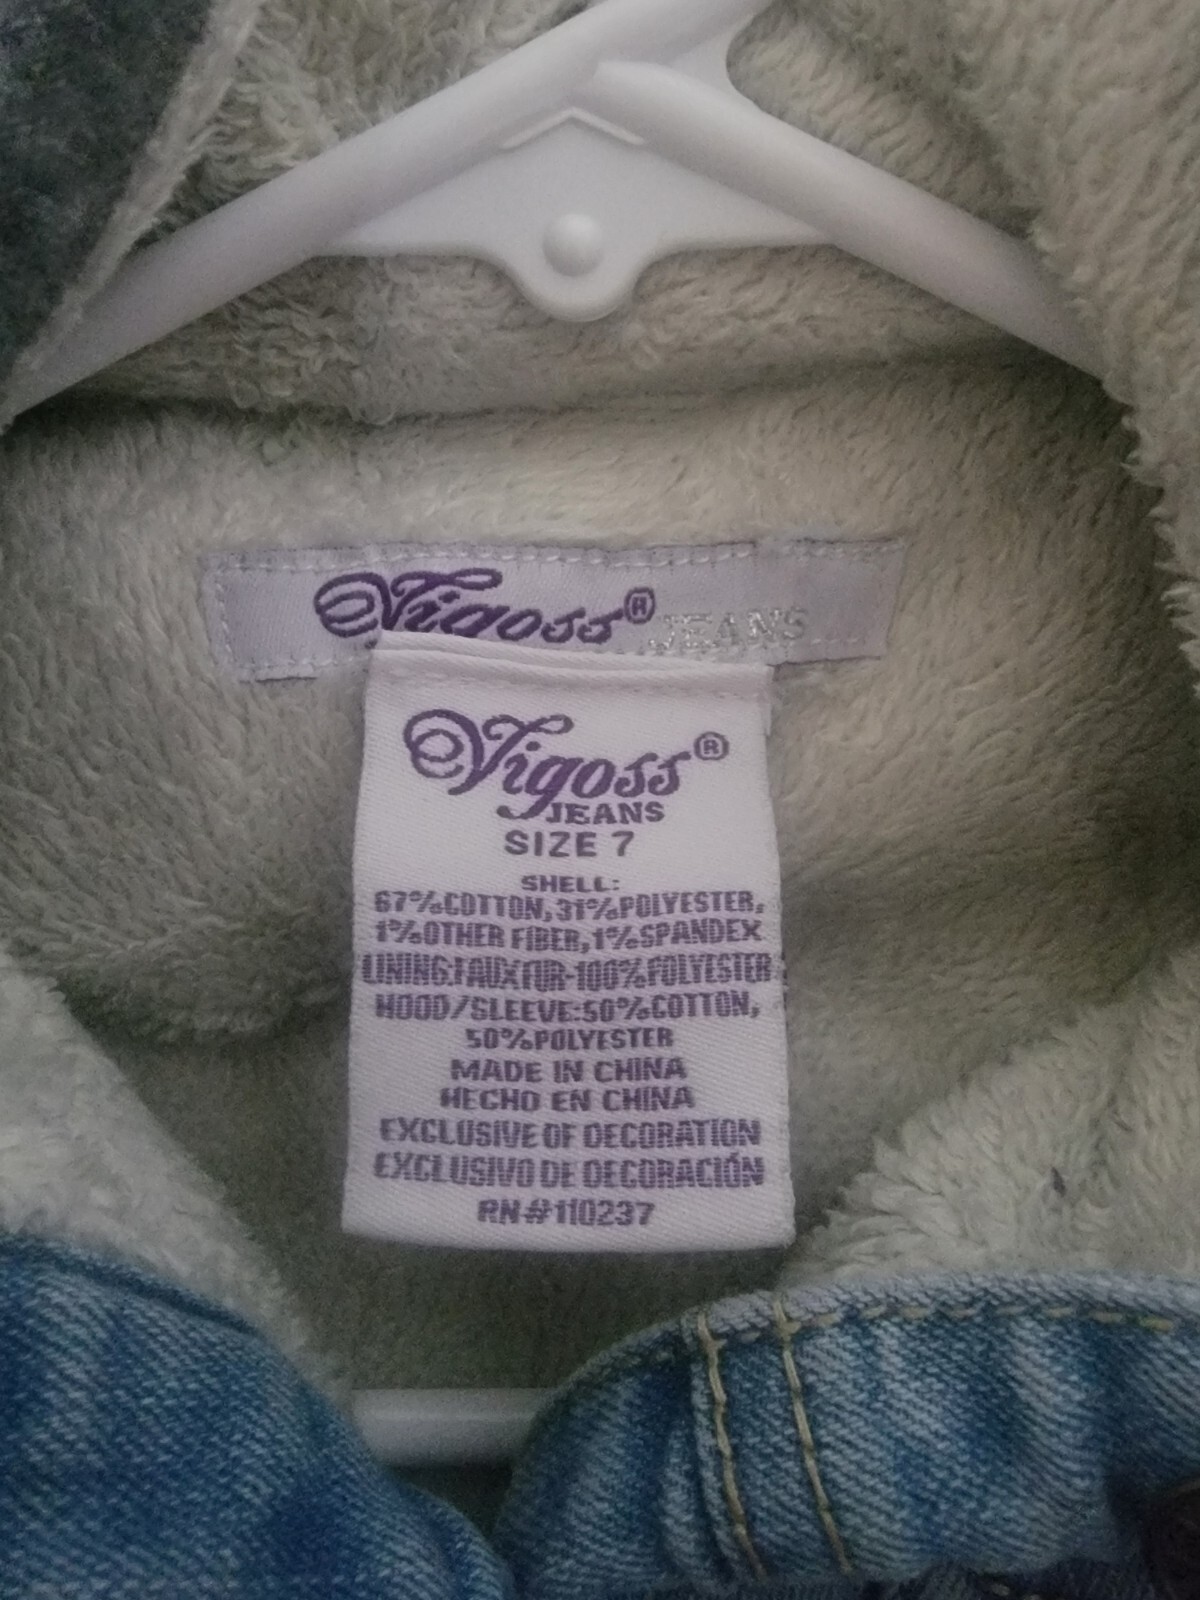 Vigoss® JEANS
Vigoss®
JEANS
SIZE 7
SHELL:
67%COTTON,31%POLYESTER,
1%OTHER FIBER,1%SPANDEX
LINING:FAUX FUR-100%POLYESTER
HOOD/SLEEVE:50%COTTON,
50%POLYESTER
MADE IN CHINA
HECHO EN CHINA
EXCLUSIVE OF DECORATION
EXCLUSIVO DE DECORACIÓN
RN#110237